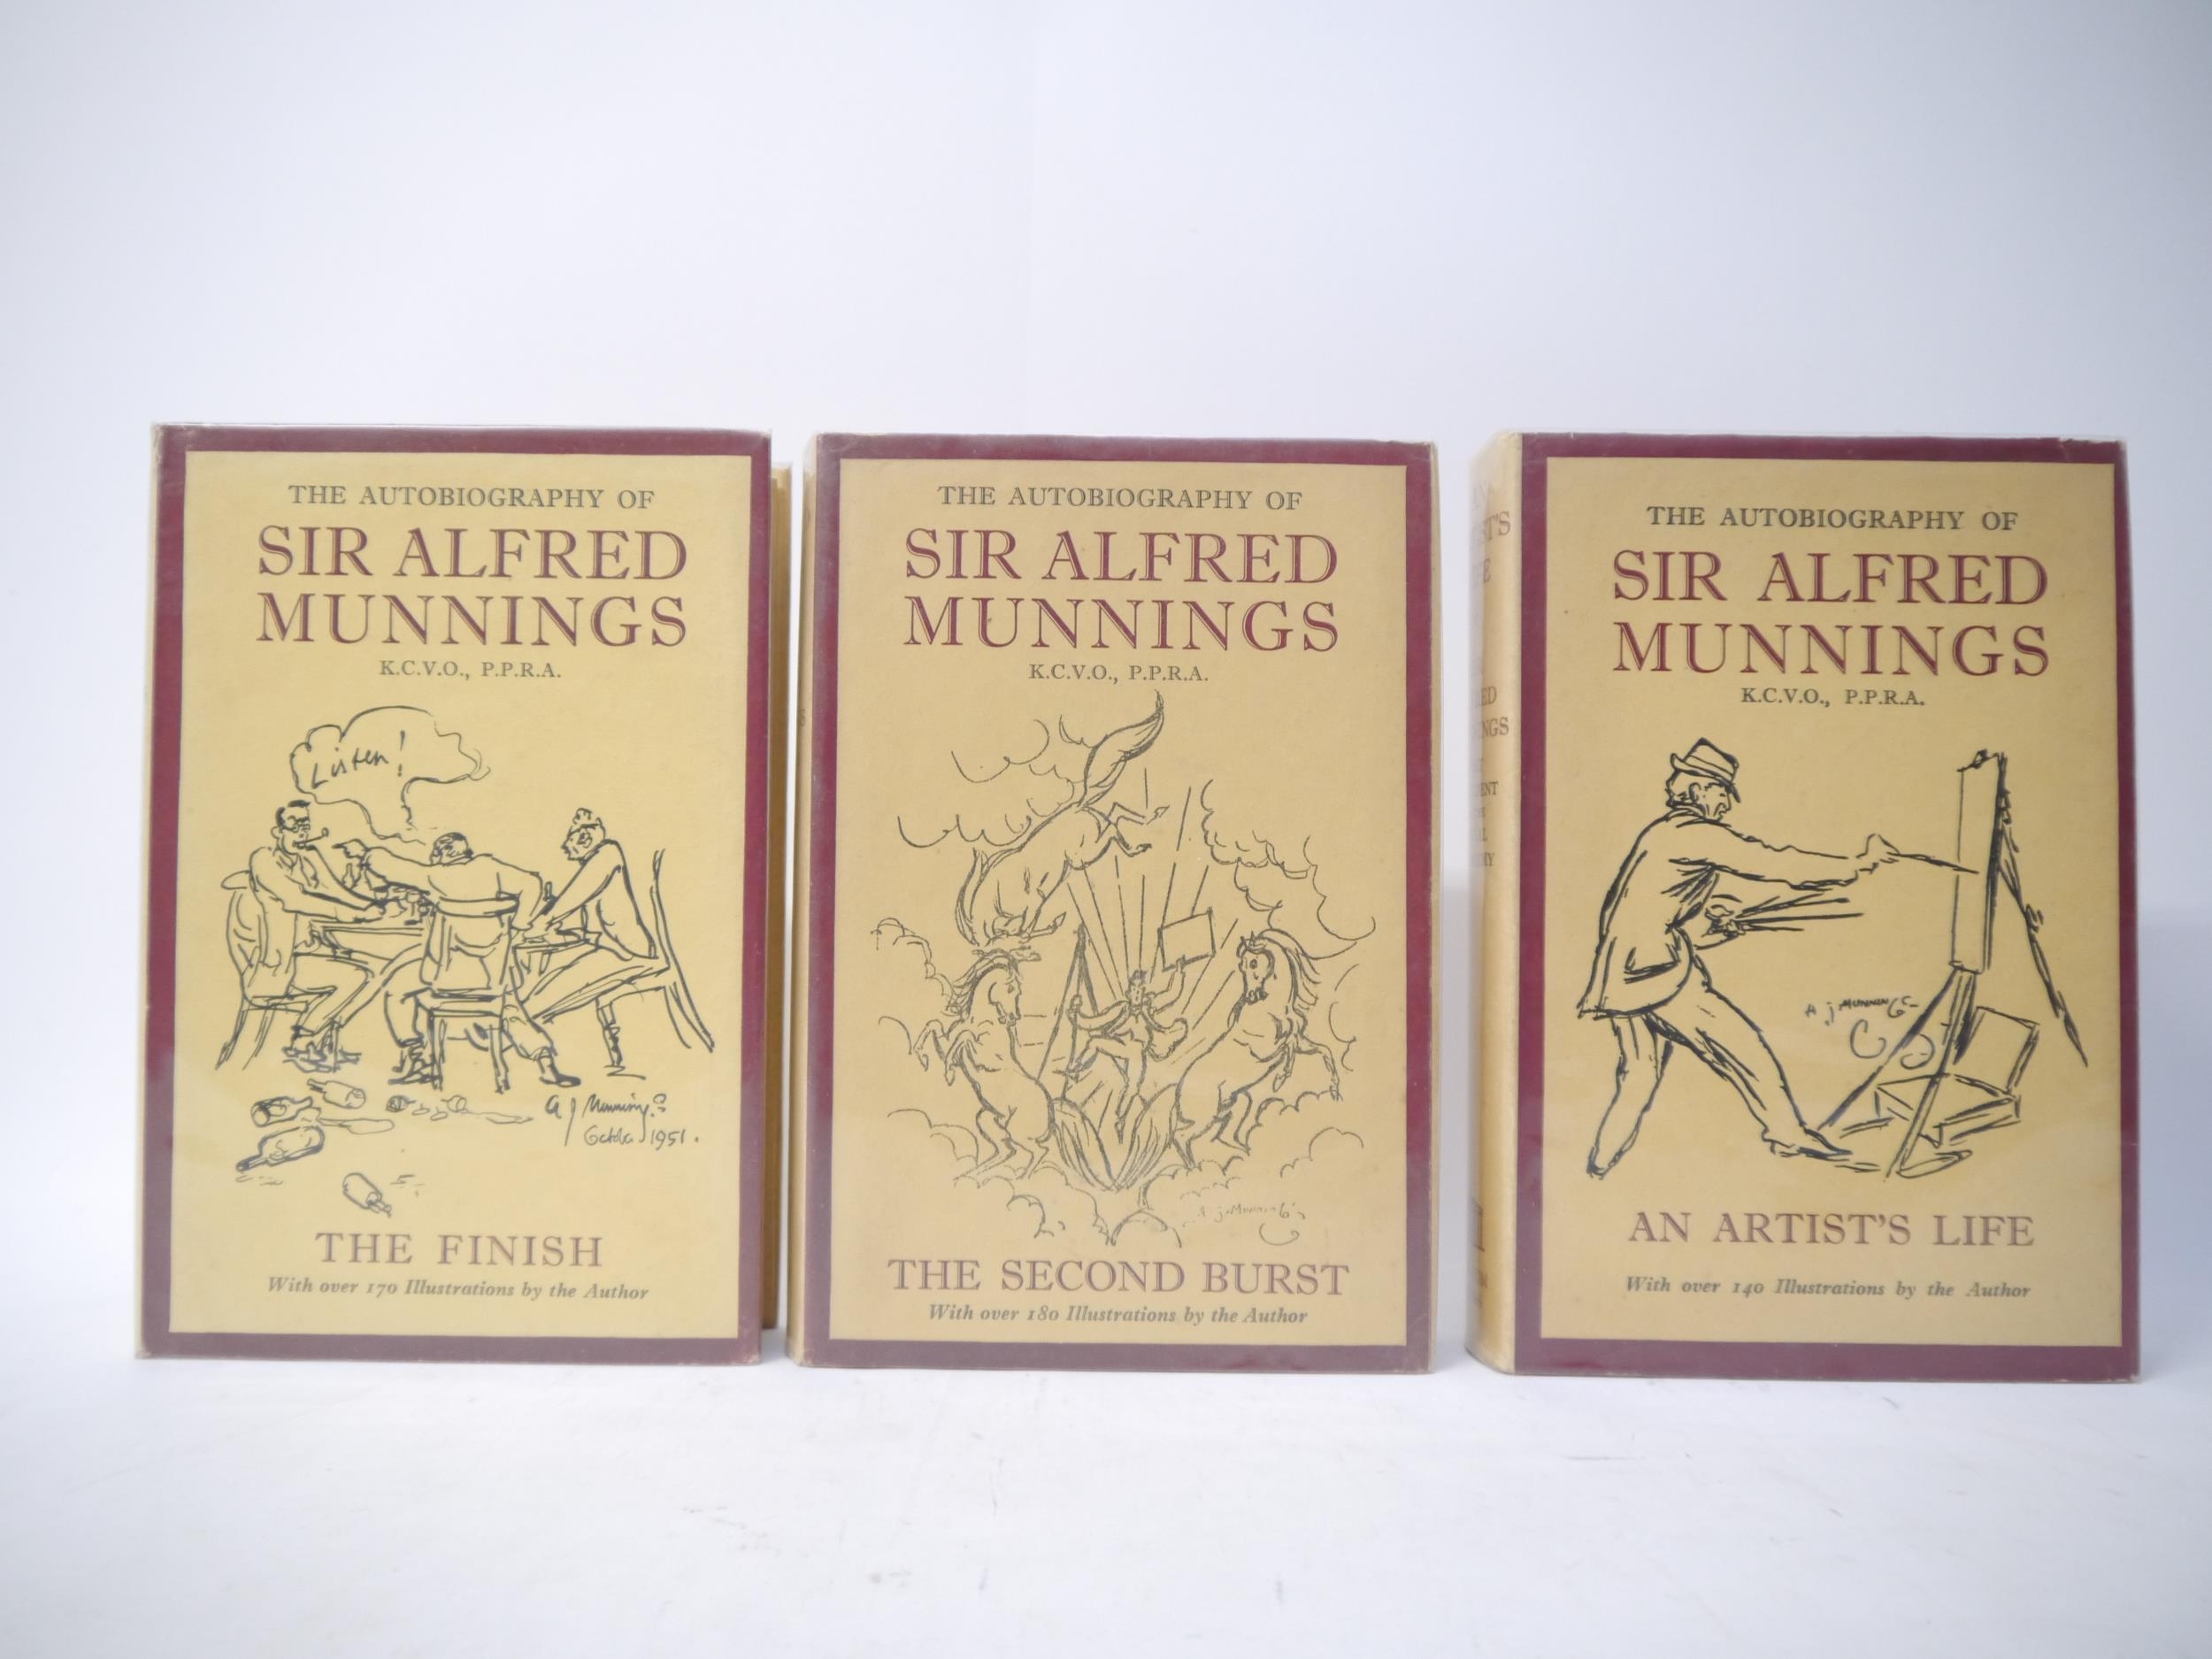 THE AUTOBIOGRAPHY OF
SIR ALFRED
MUNNINGS
K.C.V.O., P.P.R.A.
Listen!
A J Munnings
October 1951.
THE FINISH
With over 170 Illustrations by the Author
THE AUTOBIOGRAPHY OF
SIR ALFRED
MUNNINGS
K.C.V.O., P.P.R.A.
A. J. Munnings
THE SECOND BURST
With over 180 Illustrations by the Author
THE AUTOBIOGRAPHY OF
SIR ALFRED
MUNNINGS
K.C.V.O., P.P.R.A.
A. J. MUNNINGS
AN ARTIST'S LIFE
With over 140 Illustrations by the Author